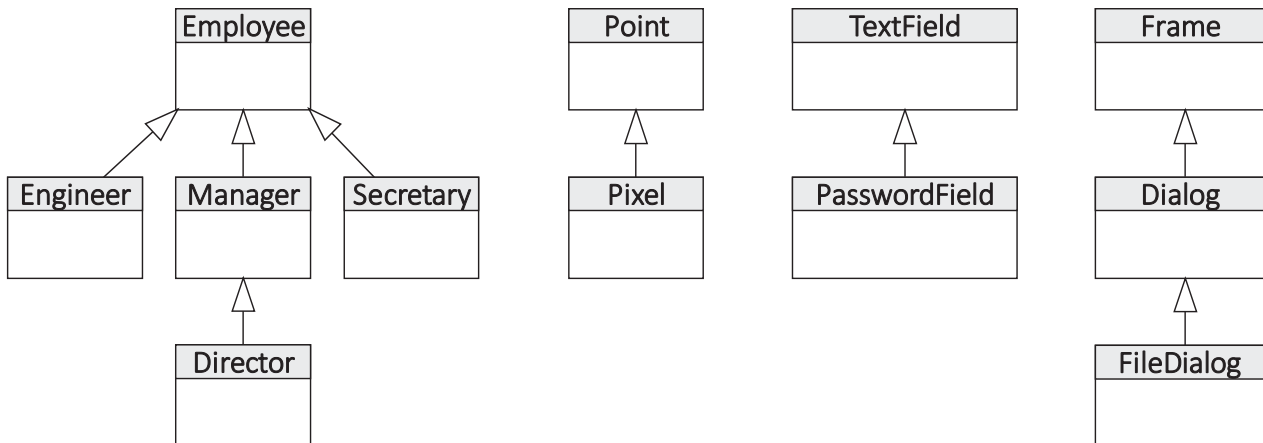 Employee
Point
TextField
Frame
Engineer
Manager
Secretary
Pixel
PasswordField
Dialog
Director
FileDialog